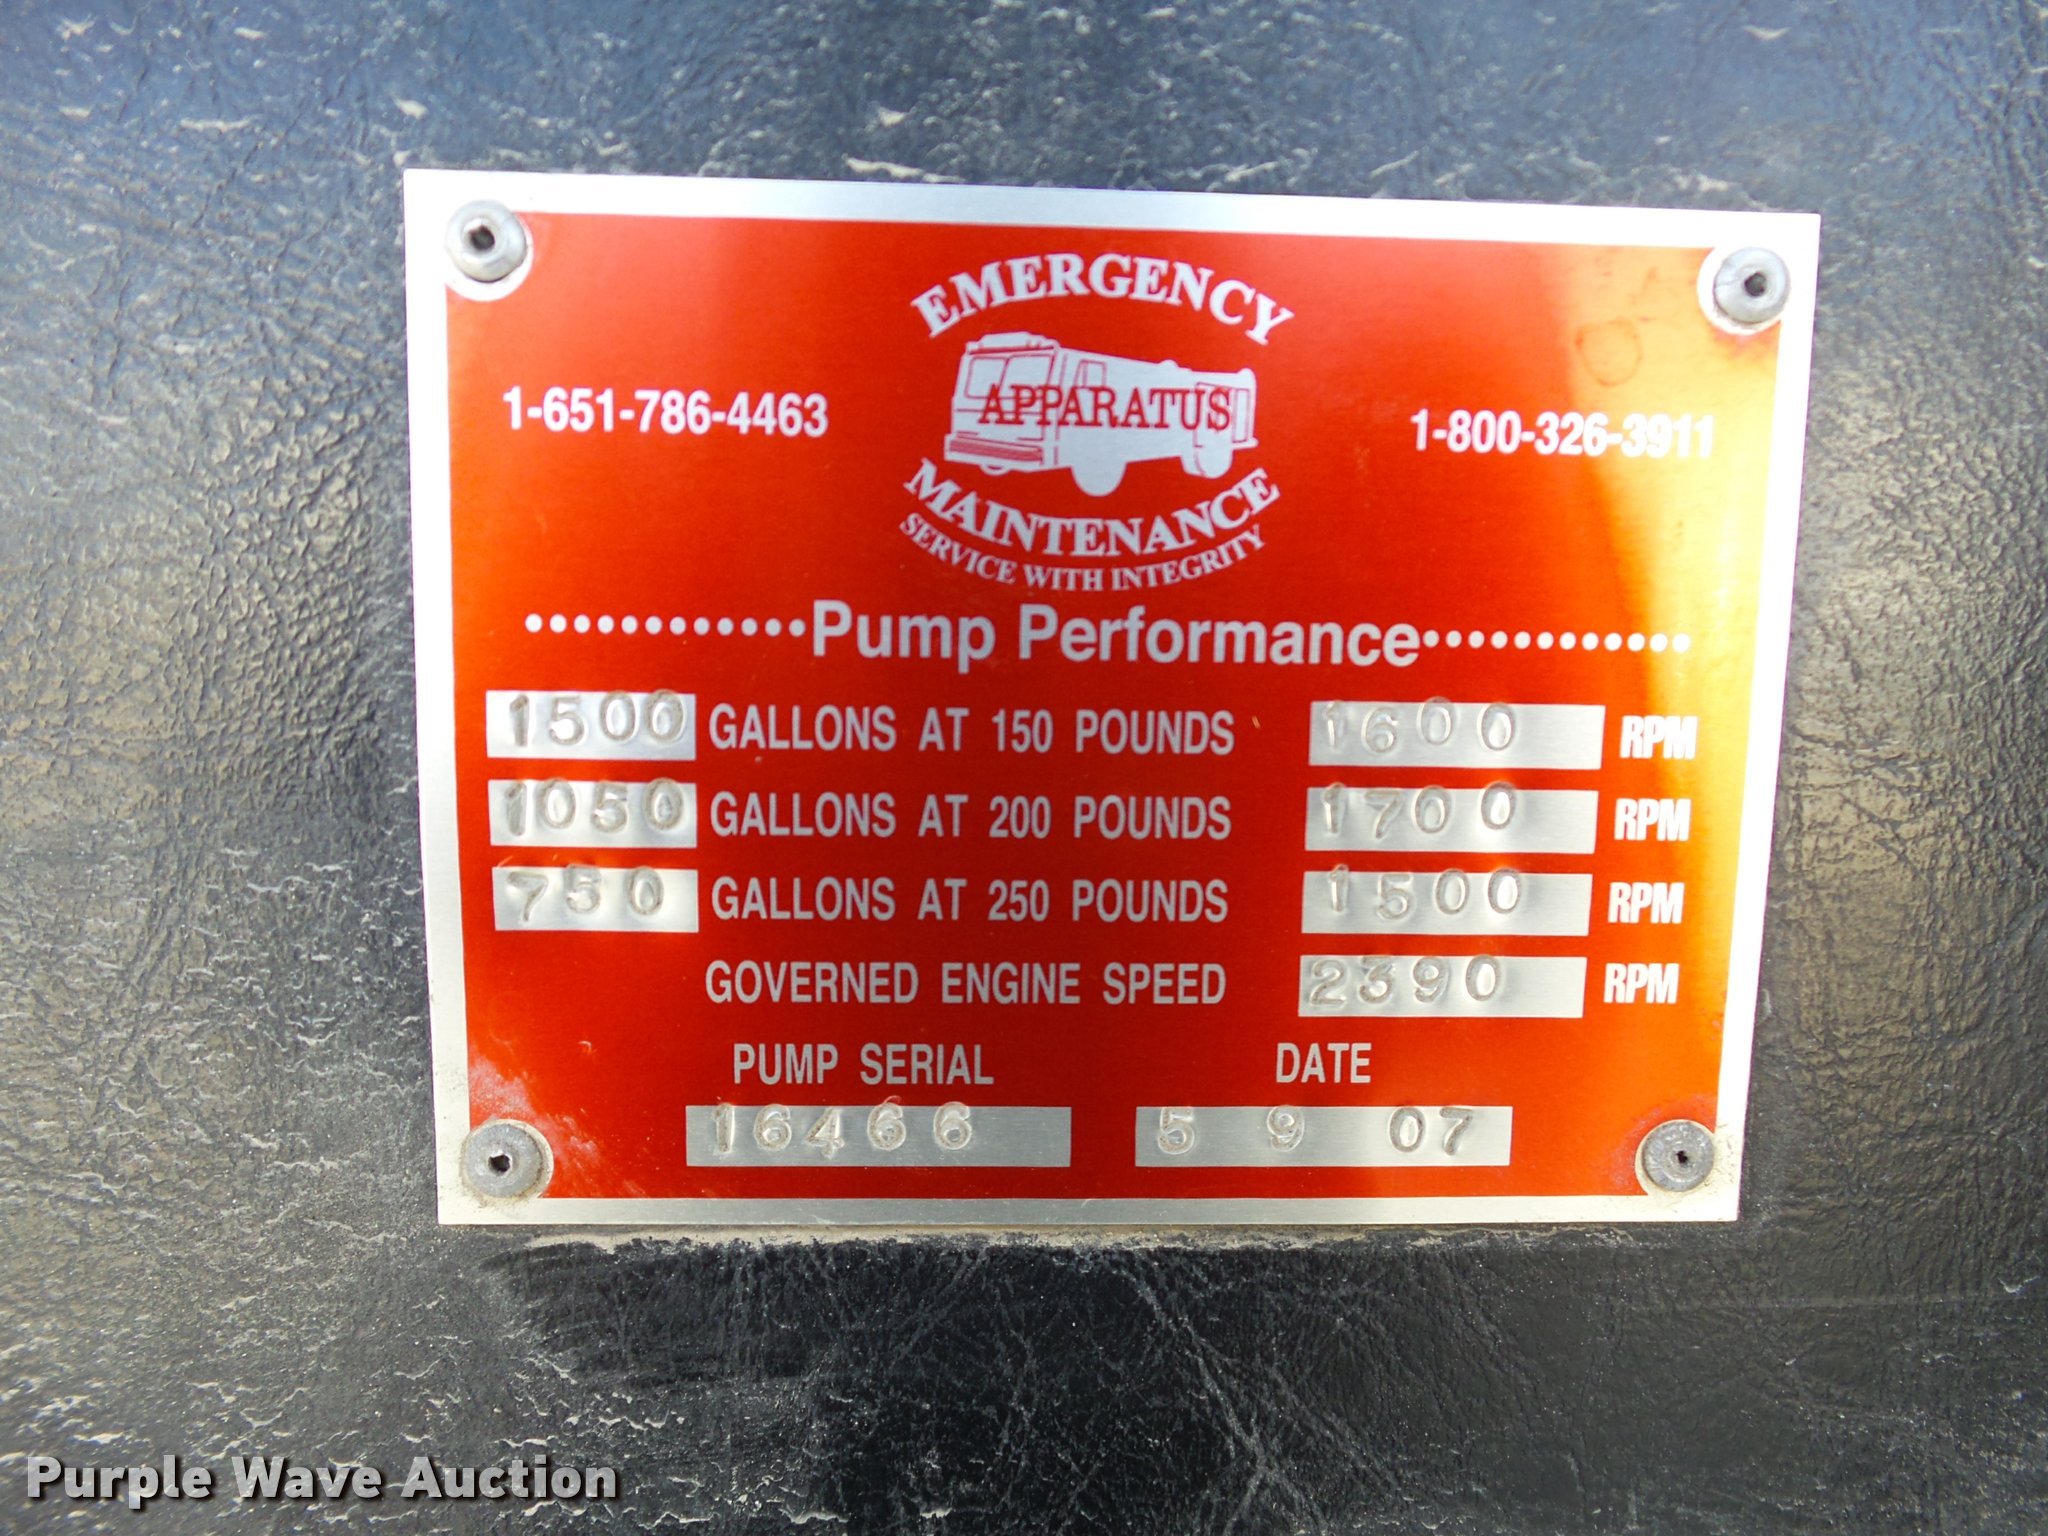 EMERGENCY
APPARATUS
1-651-786-4463
1-800-326-3911
MAINTENANCE
SERVICE WITH INTEGRITY
••••••••••••Pump Performance••••••••••••
1500 GALLONS AT 150 POUNDS 1600 RPM
1050 GALLONS AT 200 POUNDS 1700 RPM
750 GALLONS AT 250 POUNDS 1500 RPM
GOVERNED ENGINE SPEED 2390 RPM
PUMP SERIAL DATE
16466 5 9 07
Purple Wave Auction